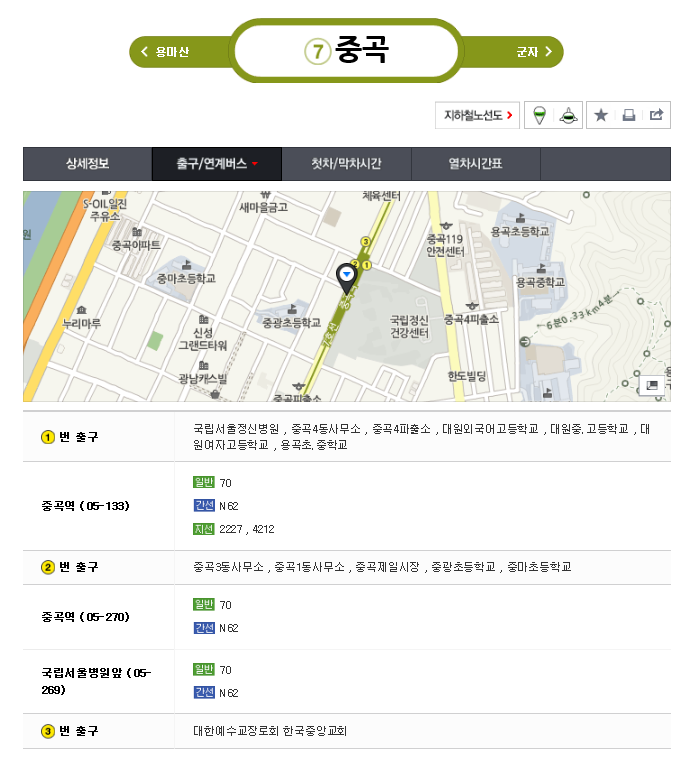 용마산
7 중곡
군자
지하철노선도
상세정보 출구/연계버스 첫차/막차시간 열차시간표
S-OIL일진
주유소
새마을금고
체육센터
중곡아파트
중곡119
안전센터
용곡초등학교
중마초등학교
3
2 1
용곡중학교
누리마루
신성
그랜드타워
중광초등학교
7호선
국립정신
건강센터
중곡4파출소
6분0.33km4분
광남캐스빌
한도빌딩
중곡파출소
1 번 출구
국립서울정신병원 , 중곡4동사무소 , 중곡4파출소 , 대원외국어고등학교 , 대원중,고등학교 , 대
원여자고등학교 , 용곡초,중학교
중곡역 (05-133)
일반 70
간선 N62
지선 2227 , 4212
2 번 출구
중곡3동사무소 , 중곡1동사무소 , 중곡제일시장 , 중광초등학교 , 중마초등학교
중곡역 (05-270)
일반 70
간선 N62
국립서울병원앞 (05-
269)
일반 70
간선 N62
3 번 출구
대한예수교장로회 한국중앙교회